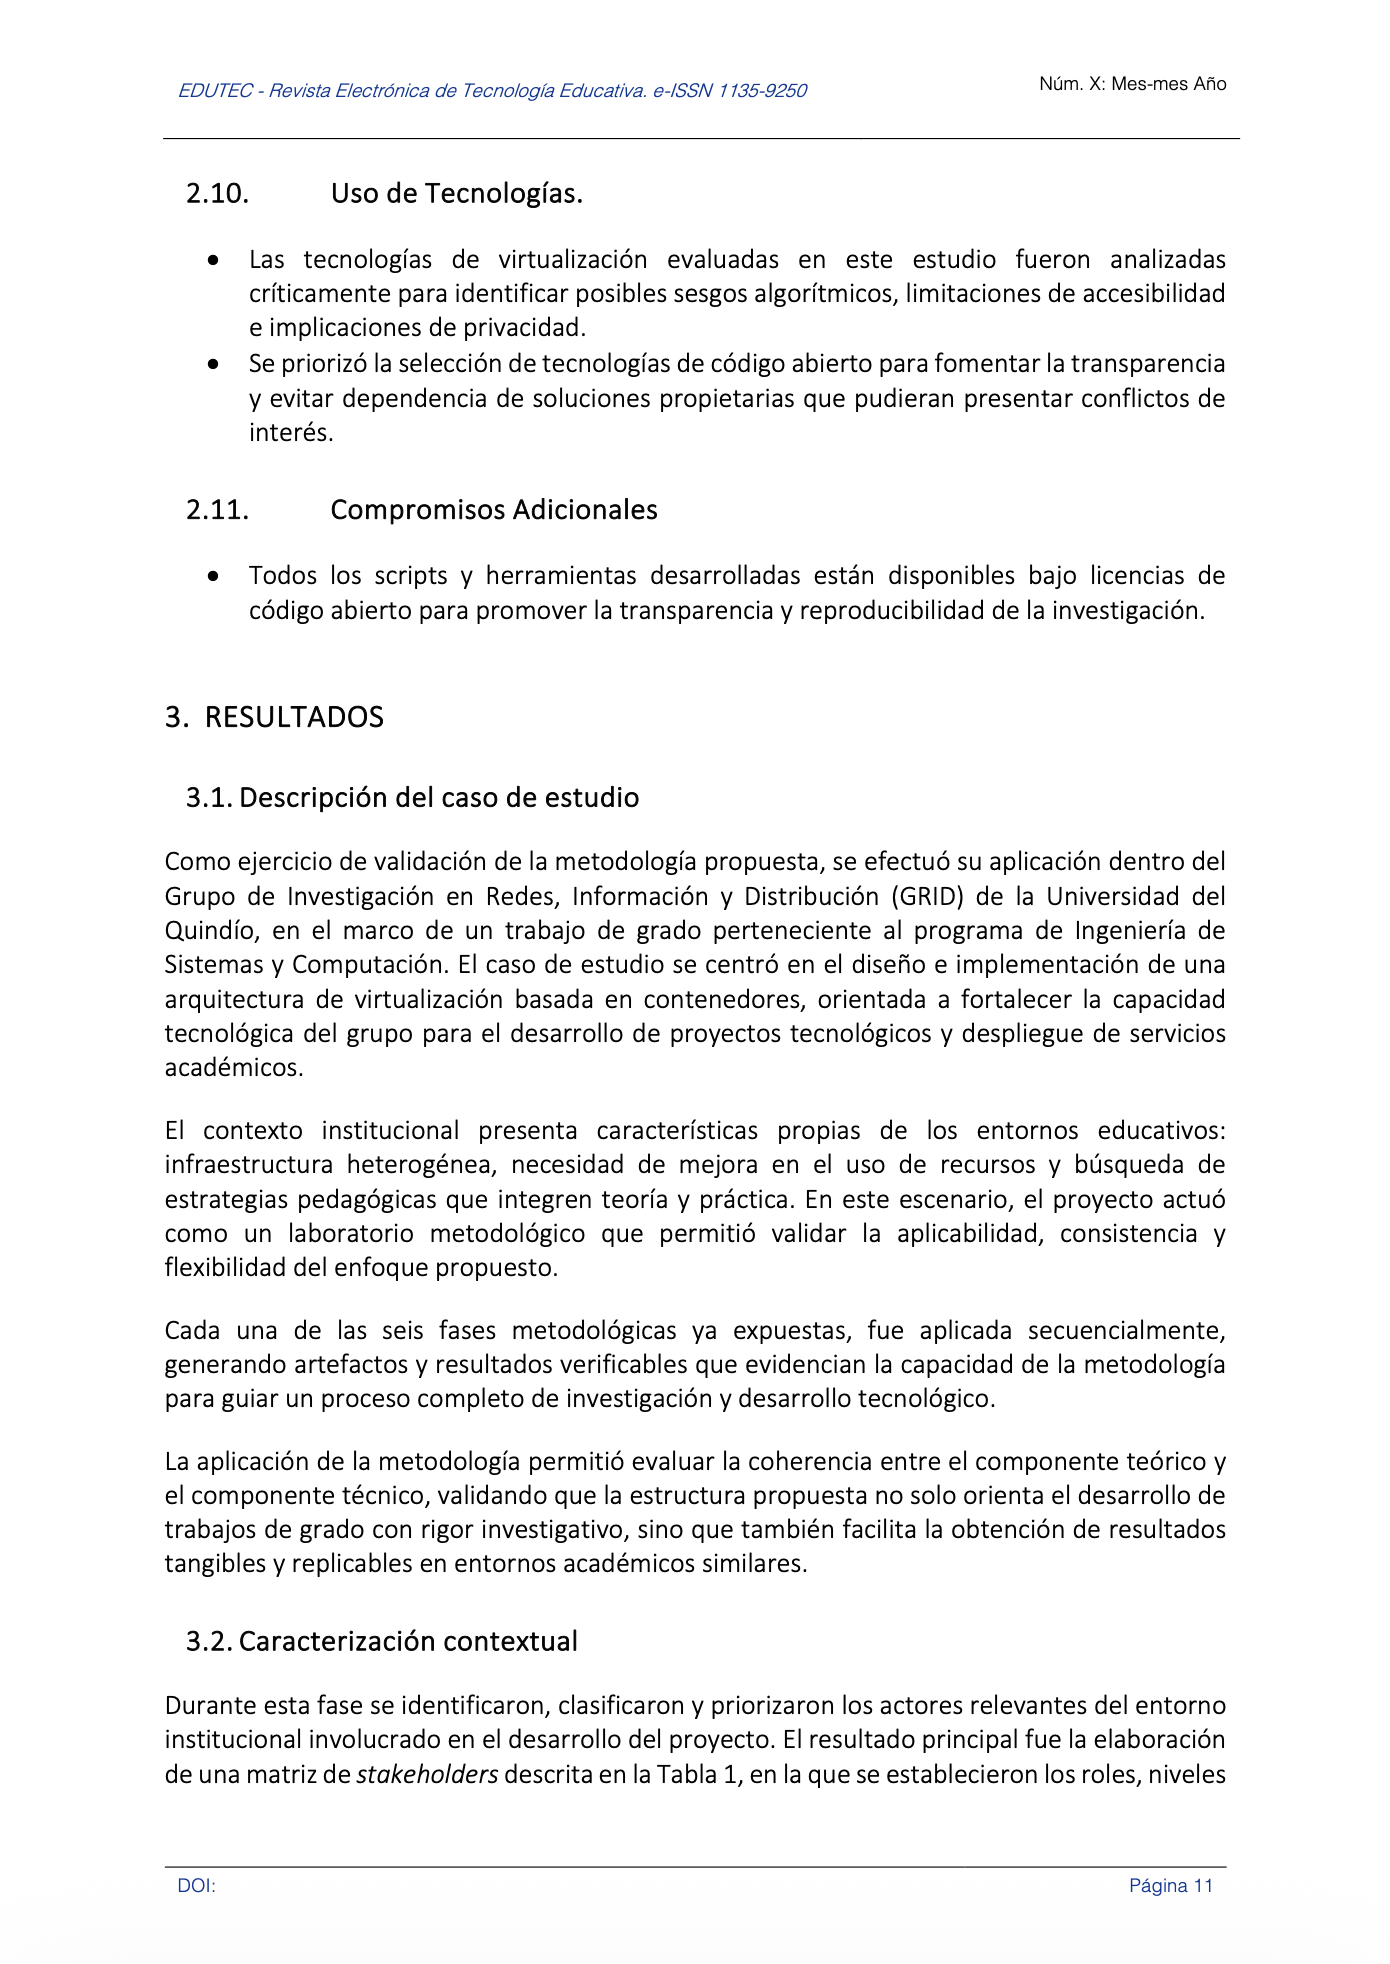 EDUTEC - Revista Electrónica de Tecnología Educativa. e-ISSN 1135-9250
Núm. X: Mes-mes Año
2.10. Uso de Tecnologías.
• Las tecnologías de virtualización evaluadas en este estudio fueron analizadas
críticamente para identificar posibles sesgos algorítmicos, limitaciones de accesibilidad
e implicaciones de privacidad.
• Se priorizó la selección de tecnologías de código abierto para fomentar la transparencia
y evitar dependencia de soluciones propietarias que pudieran presentar conflictos de
interés.
2.11. Compromisos Adicionales
• Todos los scripts y herramientas desarrolladas están disponibles bajo licencias de
código abierto para promover la transparencia y reproducibilidad de la investigación.
3. RESULTADOS
3.1. Descripción del caso de estudio
Como ejercicio de validación de la metodología propuesta, se efectuó su aplicación dentro del
Grupo de Investigación en Redes, Información y Distribución (GRID) de la Universidad del
Quindío, en el marco de un trabajo de grado perteneciente al programa de Ingeniería de
Sistemas y Computación. El caso de estudio se centró en el diseño e implementación de una
arquitectura de virtualización basada en contenedores, orientada a fortalecer la capacidad
tecnológica del grupo para el desarrollo de proyectos tecnológicos y despliegue de servicios
académicos.
El contexto institucional presenta características propias de los entornos educativos:
infraestructura heterogénea, necesidad de mejora en el uso de recursos y búsqueda de
estrategias pedagógicas que integren teoría y práctica. En este escenario, el proyecto actuó
como un laboratorio metodológico que permitió validar la aplicabilidad, consistencia y
flexibilidad del enfoque propuesto.
Cada una de las seis fases metodológicas ya expuestas, fue aplicada secuencialmente,
generando artefactos y resultados verificables que evidencian la capacidad de la metodología
para guiar un proceso completo de investigación y desarrollo tecnológico.
La aplicación de la metodología permitió evaluar la coherencia entre el componente teórico y
el componente técnico, validando que la estructura propuesta no solo orienta el desarrollo de
trabajos de grado con rigor investigativo, sino que también facilita la obtención de resultados
tangibles y replicables en entornos académicos similares.
3.2. Caracterización contextual
Durante esta fase se identificaron, clasificaron y priorizaron los actores relevantes del entorno
institucional involucrado en el desarrollo del proyecto. El resultado principal fue la elaboración
de una matriz de stakeholders descrita en la Tabla 1, en la que se establecieron los roles, niveles
DOI:
Página 11